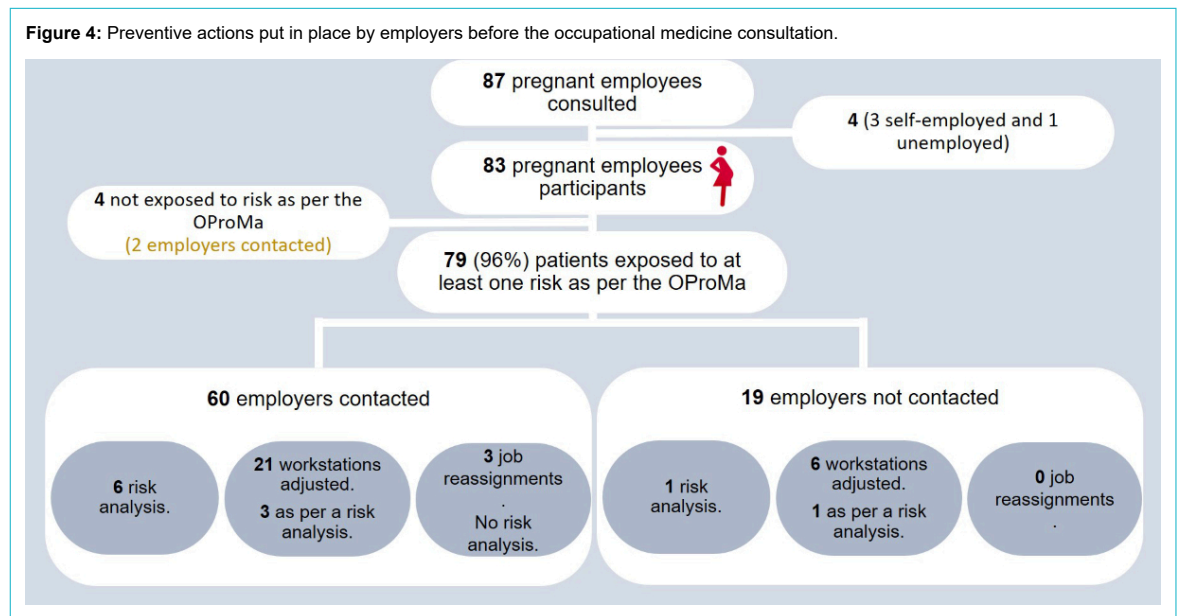 Figure 4: Preventive actions put in place by employers before the occupational medicine consultation.
87 pregnant employees
consulted
4 (3 self-employed and 1
unemployed)
83 pregnant employees
participants
4 not exposed to risk as per the
OProMa
(2 employers contacted)
79 (96%) patients exposed to at
least one risk as per the OProMa
60 employers contacted
6 risk
analysis.
21 workstations
adjusted.
3 as per a risk
analysis.
3 job
reassignments
.
No risk
analysis.
19 employers not contacted
1 risk
analysis.
6 workstations
adjusted.
1 as per a risk
analysis.
0 job
reassignments
.